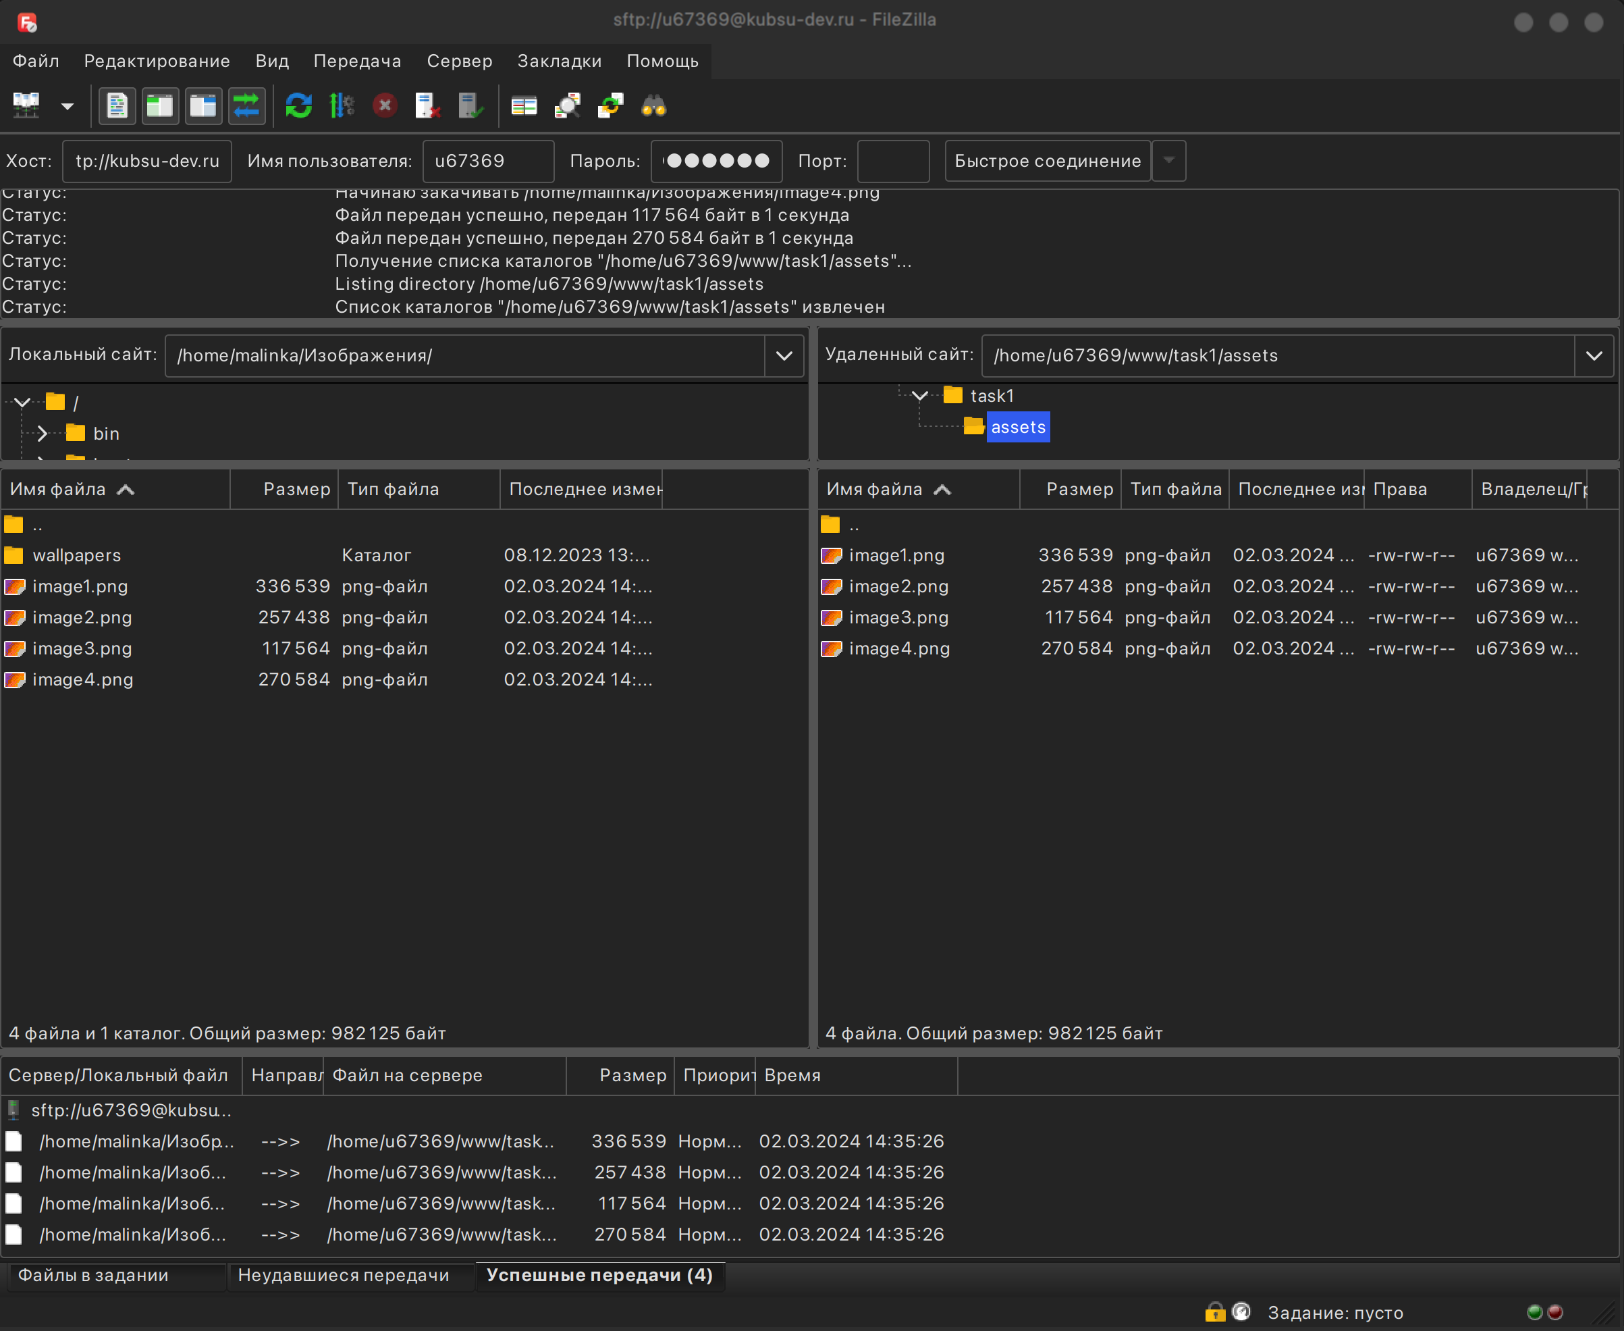 sftp://u67369@kubsu-dev.ru - FileZilla
Файл Редактирование Вид Передача Сервер Закладки Помощь
Хост: tp://kubsu-dev.ru Имя пользователя: u67369 Пароль: ●●●●●● Порт: Быстрое соединение
Статус: Начинаю закачивать /home/malinka/Изображения/image4.png
Статус: Файл передан успешно, передан 117 564 байт в 1 секунда
Статус: Файл передан успешно, передан 270 584 байт в 1 секунда
Статус: Получение списка каталогов "/home/u67369/www/task1/assets"...
Статус: Listing directory /home/u67369/www/task1/assets
Статус: Список каталогов "/home/u67369/www/task1/assets" извлечен
Локальный сайт: /home/malinka/Изображения/
/
bin
Имя файла Размер Тип файла Последнее измен
..
wallpapers Каталог 08.12.2023 13:...
image1.png 336 539 png-файл 02.03.2024 14:...
image2.png 257 438 png-файл 02.03.2024 14:...
image3.png 117 564 png-файл 02.03.2024 14:...
image4.png 270 584 png-файл 02.03.2024 14:...
4 файла и 1 каталог. Общий размер: 982 125 байт
Удаленный сайт: /home/u67369/www/task1/assets
task1
assets
Имя файла Размер Тип файла Последнее изм Права Владелец/Гр
..
image1.png 336 539 png-файл 02.03.2024 ... -rw-rw-r-- u67369 w...
image2.png 257 438 png-файл 02.03.2024 ... -rw-rw-r-- u67369 w...
image3.png 117 564 png-файл 02.03.2024 ... -rw-rw-r-- u67369 w...
image4.png 270 584 png-файл 02.03.2024 ... -rw-rw-r-- u67369 w...
4 файла. Общий размер: 982 125 байт
Сервер/Локальный файл Направл Файл на сервере Размер Приорит Время
sftp://u67369@kubsu...
/home/malinka/Изобр... -->> /home/u67369/www/task... 336 539 Норм... 02.03.2024 14:35:26
/home/malinka/Изоб... -->> /home/u67369/www/task... 257 438 Норм... 02.03.2024 14:35:26
/home/malinka/Изоб... -->> /home/u67369/www/task... 117 564 Норм... 02.03.2024 14:35:26
/home/malinka/Изоб... -->> /home/u67369/www/task... 270 584 Норм... 02.03.2024 14:35:26
Файлы в задании Неудавшиеся передачи Успешные передачи (4)
Задание: пусто